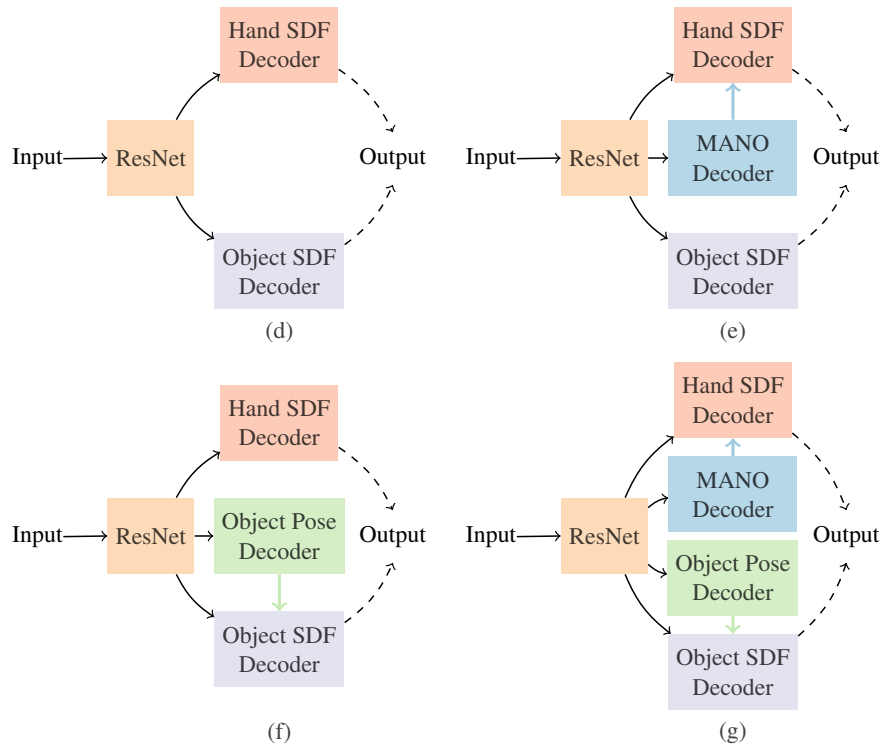 Hand SDF
Decoder
Input
ResNet
Output
Object SDF
Decoder
(d)
Hand SDF
Decoder
Input
ResNet
MANO
Decoder
Output
Object SDF
Decoder
(e)
Hand SDF
Decoder
Input
ResNet
Object Pose
Decoder
Output
Object SDF
Decoder
(f)
Hand SDF
Decoder
MANO
Decoder
Input
ResNet
Output
Object Pose
Decoder
Object SDF
Decoder
(g)